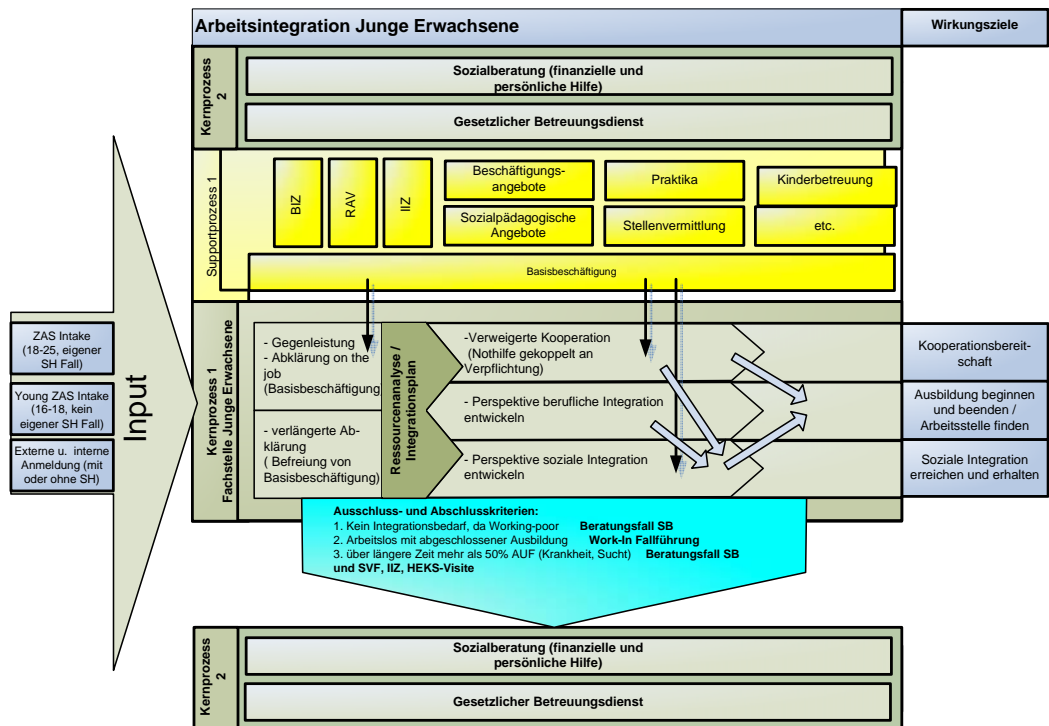 Arbeitsintegration Junge Erwachsene
Wirkungsziele
Kernprozess
2
Sozialberatung (finanzielle und
persönliche Hilfe)
Gesetzlicher Betreuungsdienst
Supportprozess 1
BIZ
RAV
IIZ
Beschäftigungs-
angebote
Praktika
Kinderbetreuung
Sozialpädagogische
Angebote
Stellenvermittlung
etc.
Basisbeschäftigung
Input
ZAS Intake
(18-25, eigener
SH Fall)
Young ZAS Intake
(16-18, kein
eigener SH Fall)
Externe u. interne
Anmeldung (mit
oder ohne SH)
Kernprozess 1
Fachstelle Junge Erwachsene
- Gegenleistung
- Abklärung on the
job
(Basisbeschäftigung)
- verlängerte Ab-
klärung
( Befreiung von
Basisbeschäftigung)
Ressourcenanalyse /
Integrationsplan
-Verweigerte Kooperation
(Nothilfe gekoppelt an
Verpflichtung)
- Perspektive berufliche Integration
entwickeln
- Perspektive soziale Integration
entwickeln
Kooperationsbereit-
schaft
Ausbildung beginnen
und beenden /
Arbeitsstelle finden
Soziale Integration
erreichen und erhalten
Ausschluss- und Abschlusskriterien:
1. Kein Integrationsbedarf, da Working-poor Beratungsfall SB
2. Arbeitslos mit abgeschlossener Ausbildung Work-In Fallführung
3. über längere Zeit mehr als 50% AUF (Krankheit, Sucht) Beratungsfall SB
und SVF, IIZ, HEKS-Visite
Kernprozess
2
Sozialberatung (finanzielle und
persönliche Hilfe)
Gesetzlicher Betreuungsdienst